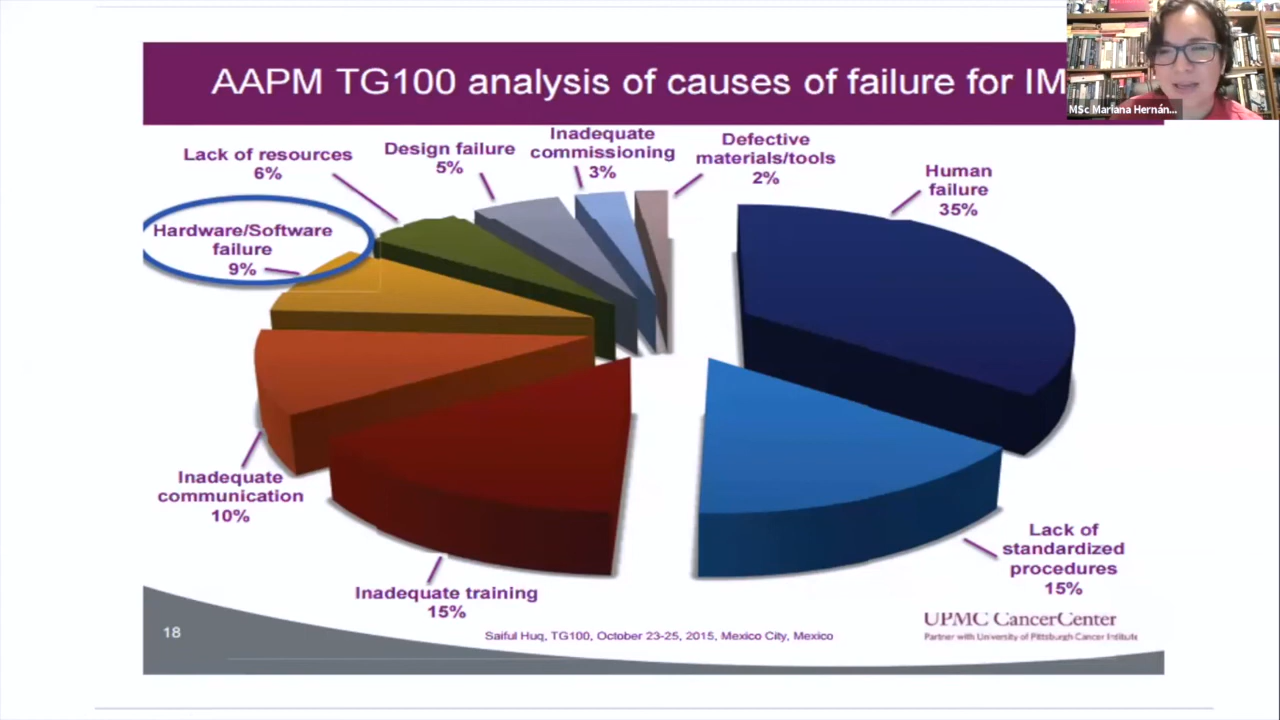 AAPM TG100 analysis of causes of failure for IM
MSc Mariana Hernán...
Lack of resources
6%
Design failure
5%
Inadequate
commissioning
3%
Defective
materials/tools
2%
Human
failure
35%
Hardware/Software
failure
9%
Inadequate
communication
10%
Inadequate training
15%
Lack of
standardized
procedures
15%
18
Saiful Huq, TG100, October 23-25, 2015, Mexico City, Mexico
UPMC CancerCenter
Partner with University of Pittsburgh Cancer Institute